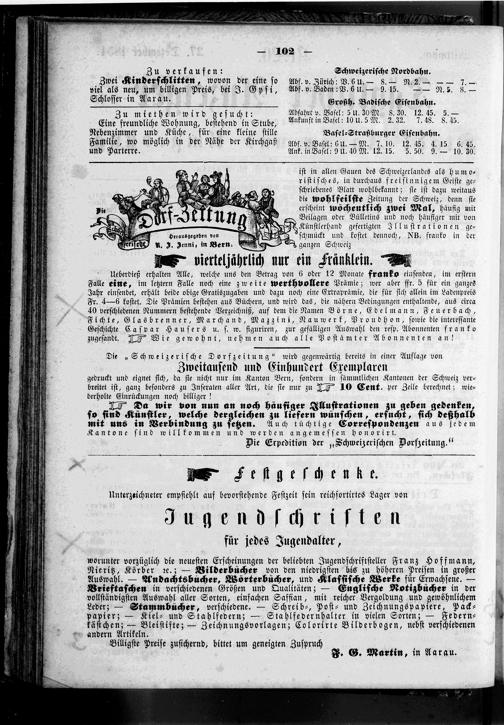 — 102 —
Zu verkaufen:
Zwei Kinderschlitten, wovon der eine so
viel als neu, um billigen Preis, bei J. Gysi,
Schlosser in Aarau.
Zu miethen wird gesucht:
Eine freundliche Wohnung, bestehend in Stube,
Nebenzimmer und Küche, für eine kleine stille
Familie, wo möglich in der Nähe der Kirchgaß
und Parterre.
Schweizerische Nordbahn.
Abf. v. Zürich: V. 6 u. — 8. — N. 2. — — 7. —
Abf. v. Baden: V. 6 u. 9. 15. — — N. 5. 8. —
Großh. Badische Eisenbahn.
Abfahrt v. Basel: 5 u. 30 M 8. 30. 12. 45. 5. —
Ankunft in Basel: 9 u. 40 M 2. 32. 7. 48. 8. 45.
Basel-Straßburger Eisenbahn.
Abf. v. Basel: 6 u. — M. 7. 10. 12. 45. 4. 15 6. 45.
Ank. in Basel: 9 u. 10 M. 12. 15. 5. 50. 9. — 10. 30.
Die
Dorf-Zeitung
Herausgegeben von
R. J. Jenni, in Bern.
ist in allen Gauen des Schweizerlandes als humo-
ristisches, in durchaus freisinnigem Geiste ge-
schriebenes Blatt wohlbekannt; sie ist dazu weitaus
die wohlfeilste Zeitung der Schweiz, denn sie
erscheint wöchentlich zwei Mal, häufig mit
Beilagen oder Bülletins und noch häufiger mit von
Künstlerhand gefertigten Illustrationen ge-
schmückt und kostet dennoch, NB. franko in der
ganzen Schweiz
vierteljährlich nur ein Fränklein.
Ueberdieß erhalten Alle, welche uns den Betrag von 6 oder 12 Monate franko einsenden, im erstern
Falle eine, im letztern Falle noch eine zweite werthvollere Prämie; wer aber fr. 5 für ein ganzes
Jahr einsendet, erhält beide obige Gratisgaben und dazu noch eine Extraprämie, die für sich allein im Ladenpreis
Fr. 4—6 kostet. Die Prämien bestehen aus Büchern, und wird das, die nähern Bedingungen enthaltende, aus circa
40 verschiedenen Nummern bestehende Verzeichniß, auf dem die Namen Börne, Edelmann, Feuerbach,
Fichte, Glasbrenner, Marchand, Mazzini, Nauwerk, Proudhon, sowie die interessante
Geschichte Caspar Hausers u. s. w. figuriren, zur gefälligen Auswahl den resp. Abonnenten franko
zugesandt. Wie gewohnt, nehmen auch alle Postämter Abonnenten an!
Die „Schweizerische Dorfzeitung“ wird gegenwärtig bereits in einer Auflage von
Zweitausend und Einhundert Exemplaren
gedruckt und eignet sich, da sie nicht nur im Kanton Bern, sondern in sämmtlichen Kantonen der Schweiz ver-
breitet ist, ganz besonders zu Inseraten aller Art, die sie nur zu 10 Cent. per Zeile berechnet; wie-
derholte Einrückungen noch billiger!
Da wir von nun an noch häufiger Illustrationen zu geben gedenken,
so sind Künstler, welche dergleichen zu liefern wünschen, ersucht, sich deßhalb
mit uns in Verbindung zu setzen. Auch tüchtige Correspondenzen aus jedem
Kantone sind willkommen und werden angemessen honorirt.
Die Expedition der „Schweizerischen Dorfzeitung.“
Festgeschenke.
Unterzeichneter empfiehlt auf bevorstehende Festzeit sein reichsortirtes Lager von
Jugendschriften
für jedes Jugendalter,
worunter vorzüglich die neuesten Erscheinungen der beliebten Jugendschriftsteller Franz Hoffmann,
Nieritz, Körber ec.; — Bilderbücher von den niedrigsten bis zu höheren Preisen in großer
Auswahl. — Andachtsbücher, Wörterbücher, und Klassische Werke für Erwachsene. —
Brieftaschen in verschiedenen Größen und Qualitäten; — Englische Notizbücher in der
vollständigsten Auswahl aller Sorten, einfachen Saffian, mit reicher Vergoldung und gewöhnlichem
Leder; — Stammbücher, verschiedene. — Schreib-, Post- und Zeichnungspapiere, Pack-
papier; — Kiel- und Stahlfedern; — Stahlfedernhalter in vielen Sorten; — Federn-
kästchen; — Bleistifte; — Zeichnungsvorlagen; Colorirte Bilderbogen, nebst verschiedenen
andern Artikeln.
Billigste Preise zusichernd, bittet um geneigten Zuspruch
F. G. Martin, in Aarau.